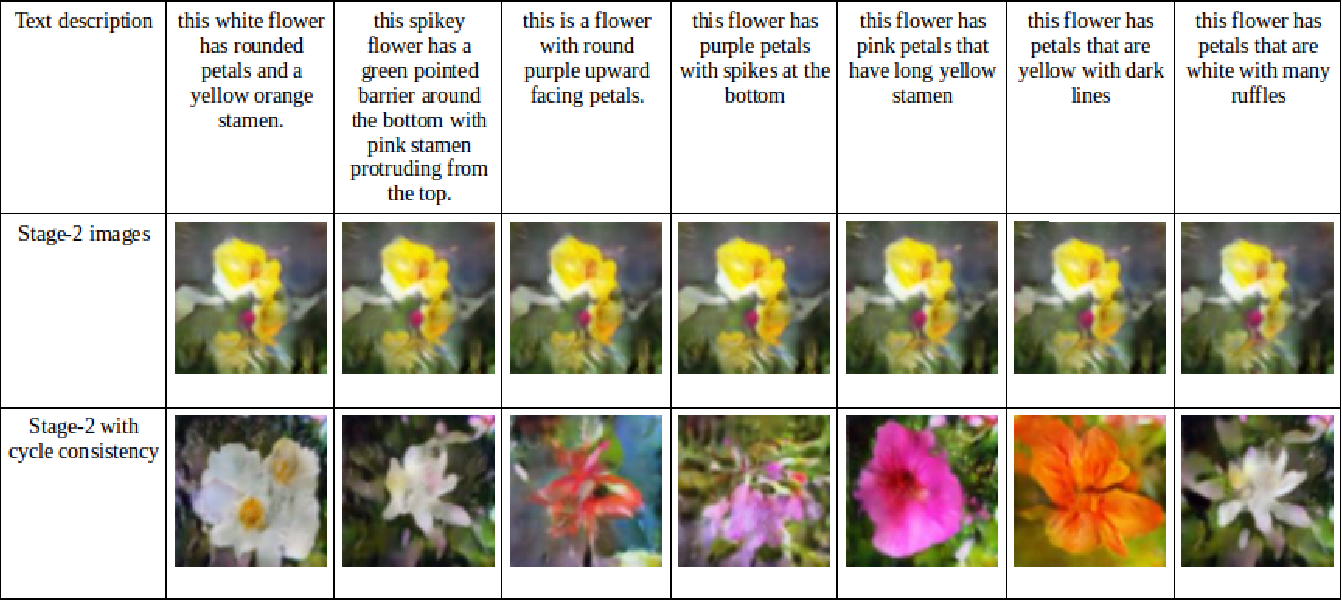 Text description
this white flower
has rounded
petals and a
yellow orange
stamen.
this spikey
flower has a
green pointed
barrier around
the bottom with
pink stamen
protruding from
the top.
this is a flower
with round
purple upward
facing petals.
this flower has
purple petals
with spikes at the
bottom
this flower has
pink petals that
have long yellow
stamen
this flower has
petals that are
yellow with dark
lines
this flower has
petals that are
white with many
ruffles
Stage-2 images
Stage-2 with
cycle consistency